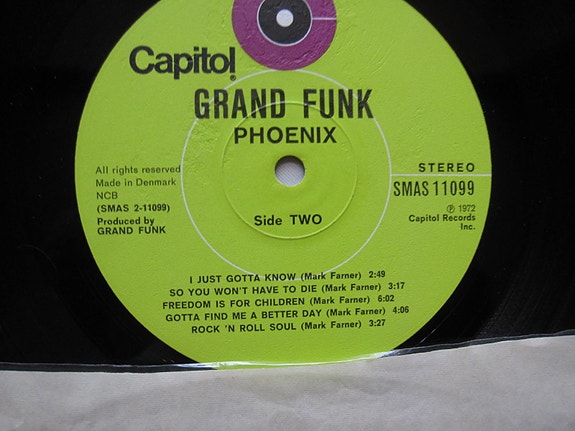 Capitol®
GRAND FUNK
PHOENIX
All rights reserved
Made in Denmark
NCB
(SMAS 2-11099)
Produced by
GRAND FUNK
Side TWO
STEREO
SMAS 11099
Ⓟ 1972
Capitol Records
Inc.
I JUST GOTTA KNOW (Mark Farner) 2:49
SO YOU WON'T HAVE TO DIE (Mark Farner) 3:17
FREEDOM IS FOR CHILDREN (Mark Farner) 6:02
GOTTA FIND ME A BETTER DAY (Mark Farner) 4:06
ROCK 'N ROLL SOUL (Mark Farner) 3:27